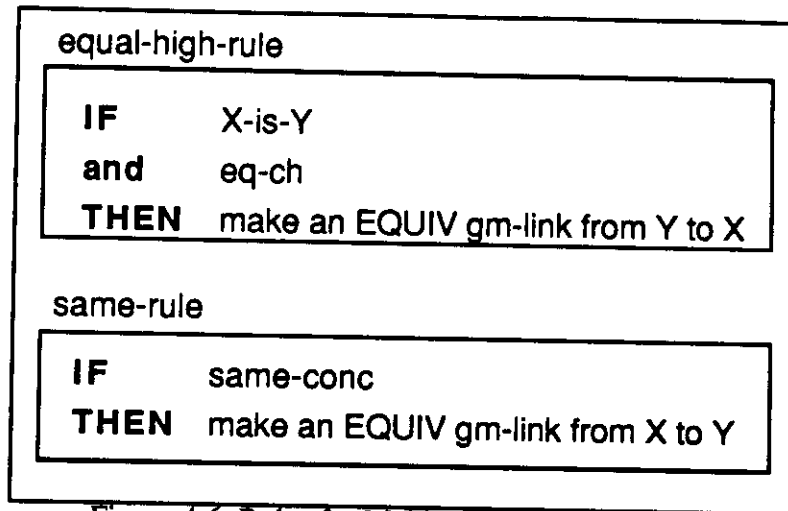 equal-high-rule
IF X-is-Y
and eq-ch
THEN make an EQUIV gm-link from Y to X
same-rule
IF same-conc
THEN make an EQUIV gm-link from X to Y